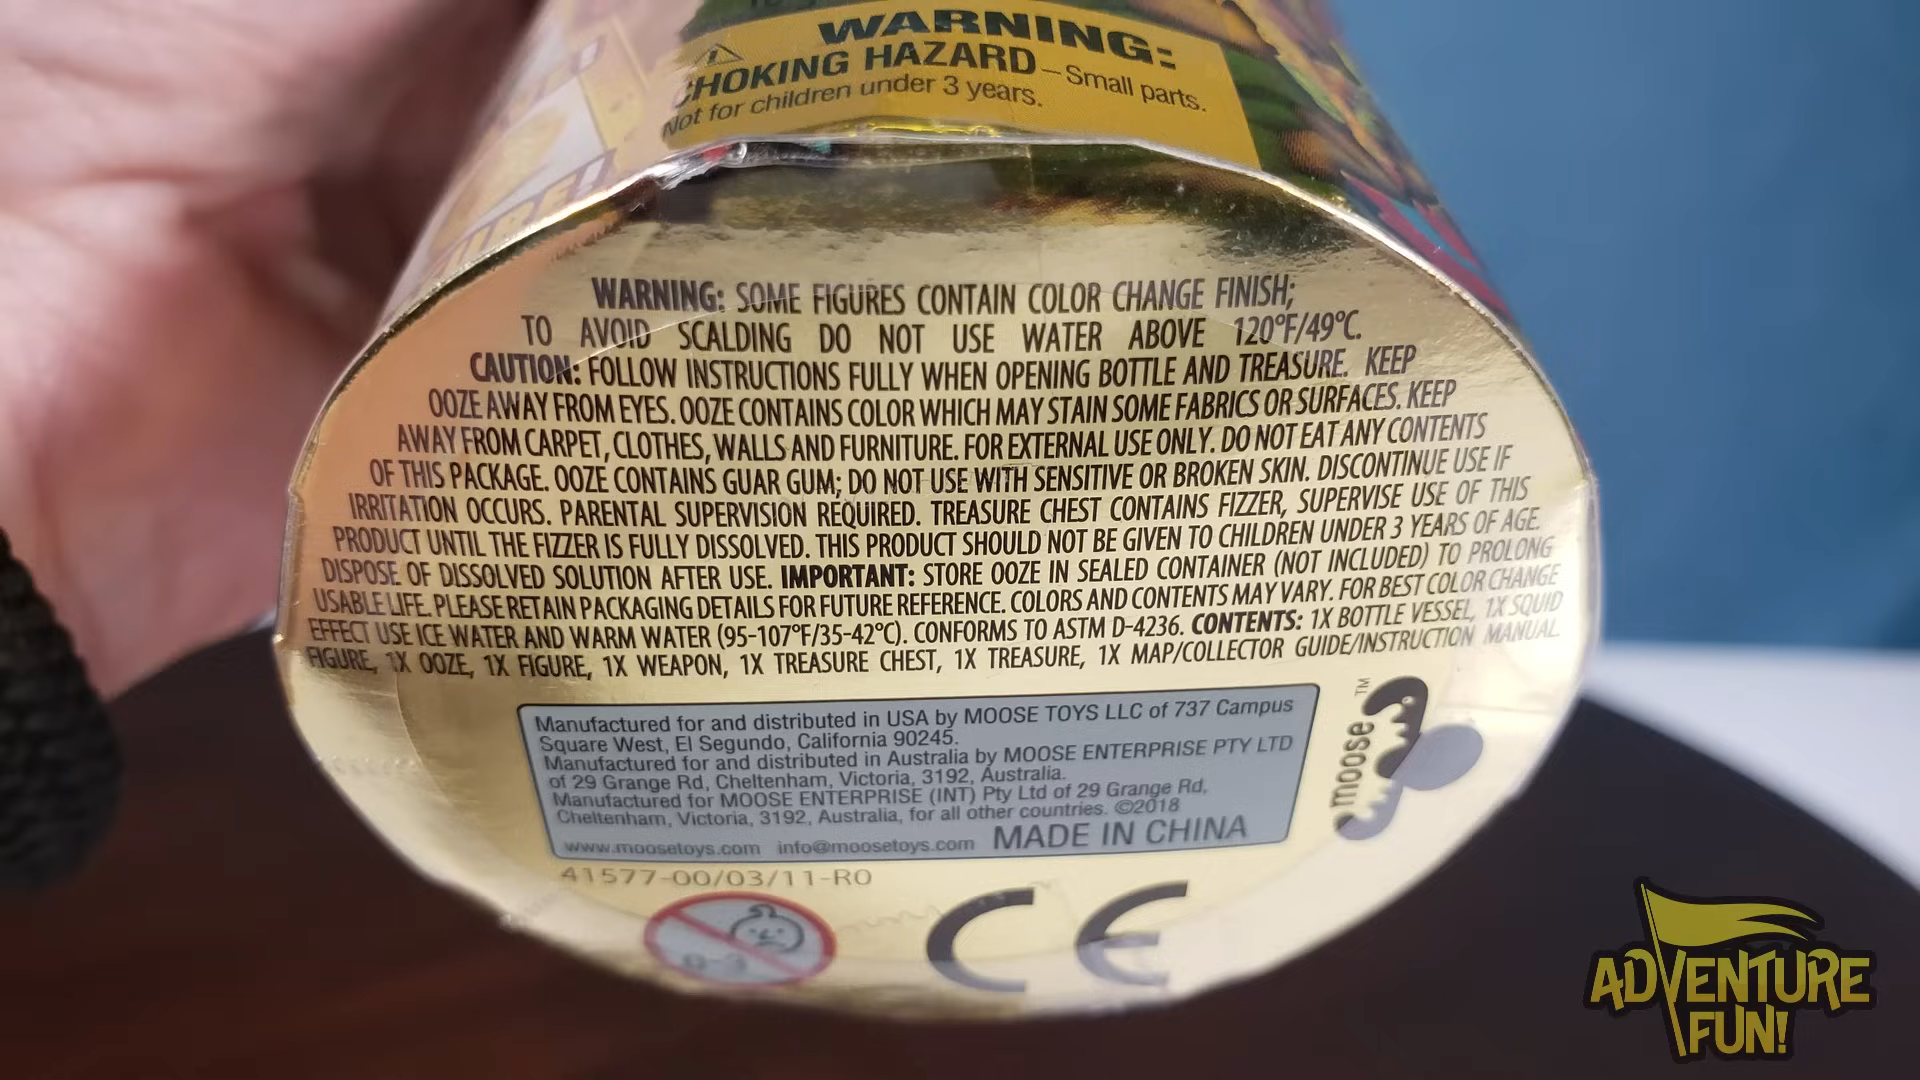 WARNING:
CHOKING HAZARD – Small parts.
Not for children under 3 years.
WARNING: SOME FIGURES CONTAIN COLOR CHANGE FINISH;
TO AVOID SCALDING DO NOT USE WATER ABOVE 120°F/49°C.
CAUTION: FOLLOW INSTRUCTIONS FULLY WHEN OPENING BOTTLE AND TREASURE. KEEP
OOZE AWAY FROM EYES. OOZE CONTAINS COLOR WHICH MAY STAIN SOME FABRICS OR SURFACES. KEEP
AWAY FROM CARPET, CLOTHES, WALLS AND FURNITURE. FOR EXTERNAL USE ONLY. DO NOT EAT ANY CONTENTS
OF THIS PACKAGE. OOZE CONTAINS GUAR GUM; DO NOT USE WITH SENSITIVE OR BROKEN SKIN. DISCONTINUE USE IF
IRRITATION OCCURS. PARENTAL SUPERVISION REQUIRED. TREASURE CHEST CONTAINS FIZZER, SUPERVISE USE OF THIS
PRODUCT UNTIL THE FIZZER IS FULLY DISSOLVED. THIS PRODUCT SHOULD NOT BE GIVEN TO CHILDREN UNDER 3 YEARS OF AGE.
DISPOSE OF DISSOLVED SOLUTION AFTER USE. IMPORTANT: STORE OOZE IN SEALED CONTAINER (NOT INCLUDED) TO PROLONG
USABLE LIFE. PLEASE RETAIN PACKAGING DETAILS FOR FUTURE REFERENCE. COLORS AND CONTENTS MAY VARY. FOR BEST COLOR CHANGE
EFFECT USE ICE WATER AND WARM WATER (95-107°F/35-42°C). CONFORMS TO ASTM D-4236. CONTENTS: 1X BOTTLE VESSEL, 1X SQUID
FIGURE, 1X OOZE, 1X FIGURE, 1X WEAPON, 1X TREASURE CHEST, 1X TREASURE, 1X MAP/COLLECTOR GUIDE/INSTRUCTION MANUAL.
Manufactured for and distributed in USA by MOOSE TOYS LLC of 737 Campus
Square West, El Segundo, California 90245.
Manufactured for and distributed in Australia by MOOSE ENTERPRISE PTY LTD
of 29 Grange Rd, Cheltenham, Victoria, 3192, Australia.
Manufactured for MOOSE ENTERPRISE (INT) Pty Ltd of 29 Grange Rd,
Cheltenham, Victoria, 3192, Australia, for all other countries. ©2018
www.moosetoys.com info@moosetoys.com MADE IN CHINA
moose™
41577-00/03/11-R0
0-3
CE
ADVENTURE
FUN!